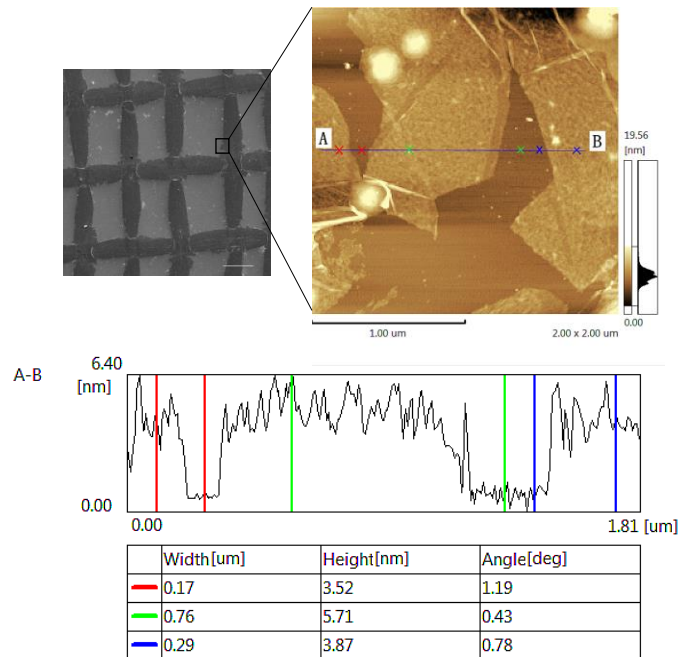 A
B
19.56
[nm]
0.00
1.00 um
2.00 x 2.00 um
A-B
6.40
[nm]
0.00
0.00
1.81 [um]
Width[um] Height[nm] Angle[deg]
0.17 3.52 1.19
0.76 5.71 0.43
0.29 3.87 0.78